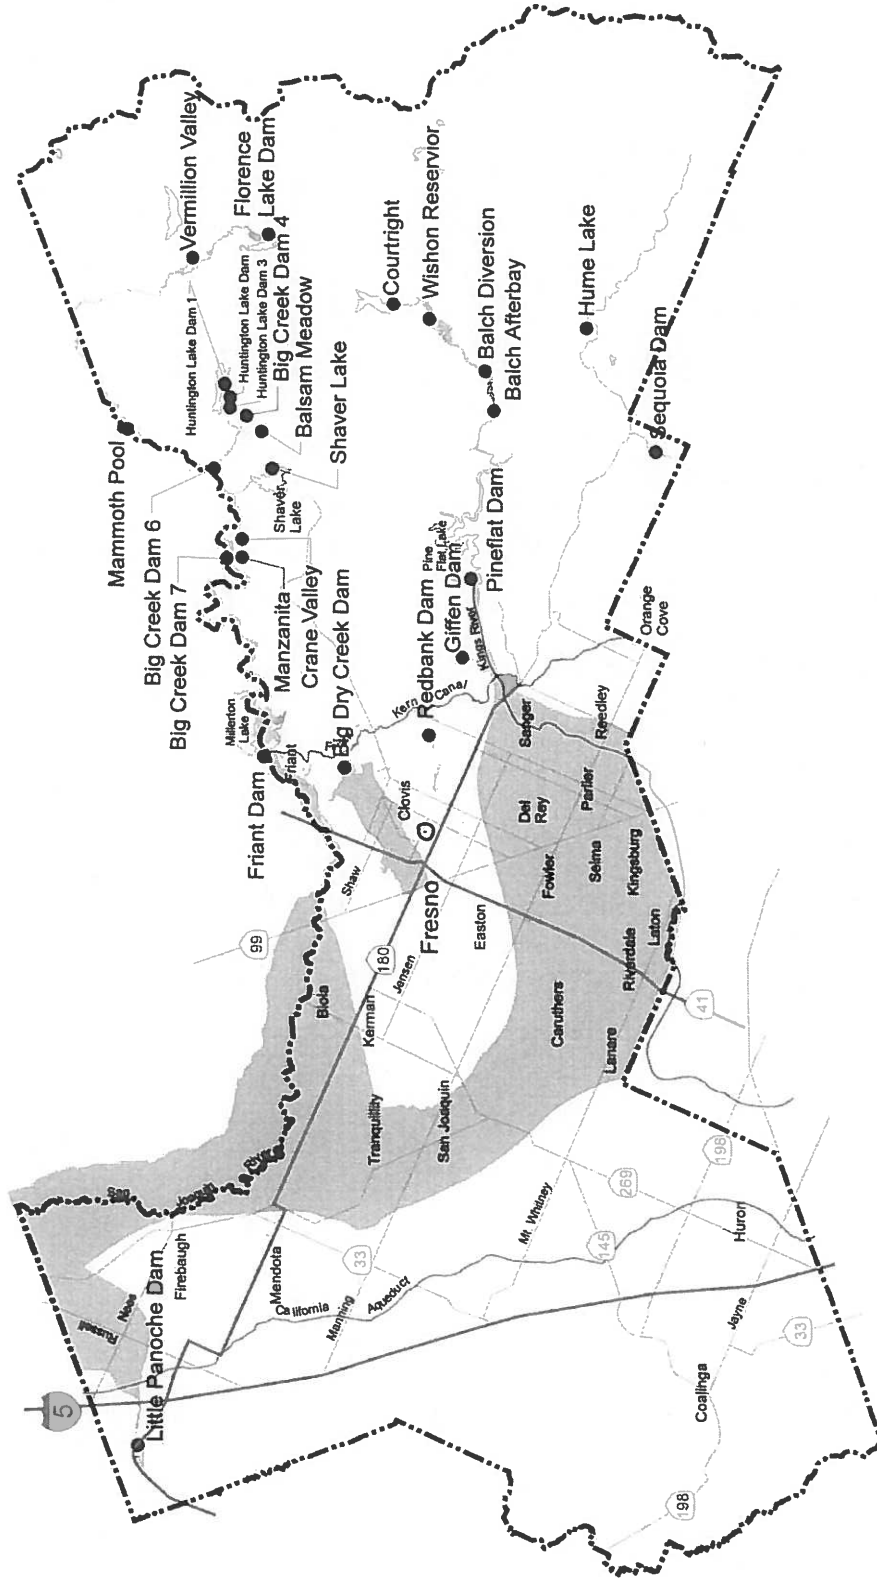 Mammoth Pool
Vermillion Valley
Florence
Lake Dam
Huntington Lake Dam 1
Huntington Lake Dam 2
Huntington Lake Dam 3
Big Creek Dam 4
Balsam Meadow
Shaver Lake
Big Creek Dam 6
Big Creek Dam 7
Shaver
Lake
Manzanita
Crane Valley
Big Dry Creek Dam
Millerton
Lake
Friant Dam
Friant
Courtright
Wishon Reservior
Balch Diversion
Balch Afterbay
Hume Lake
Sequoia Dam
Redbank Dam
Giffen Dam
Pine
Flat Lake
Pineflat Dam
Kings River
Kern
Canal
Orange
Cove
Clovis
Sanger
Reedley
Del
Rey
Parlier
Fowler
Selma
Kingsburg
Shaw
Fresno
Easton
99
180
Jensen
Biola
Kerman
Caruthers
Riverdale
Laton
Lanare
41
Tranquillity
San Joaquin
San
Joaquin
River
Firebaugh
Mendota
Little Panoche Dam
Nees
Russell
5
California
Aqueduct
Manning
33
Mt. Whitney
145
269
198
Huron
Jayne
33
Coalinga
198